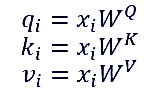 qᵢ = xᵢW^Q
kᵢ = xᵢW^K
vᵢ = xᵢW^V